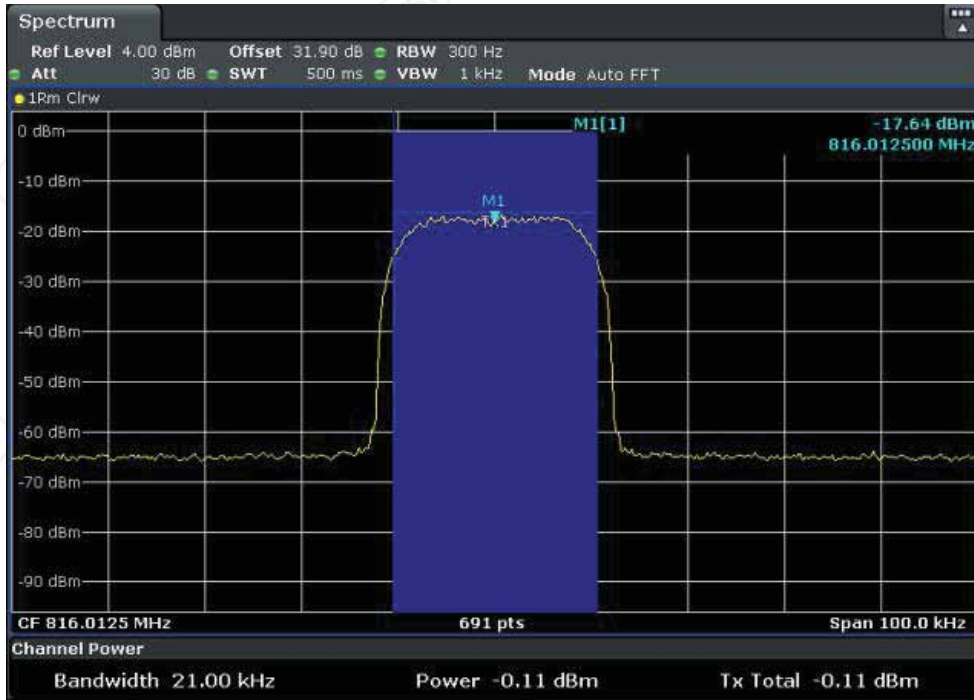 Spectrum
Ref Level 4.00 dBm Offset 31.90 dB RBW 300 Hz
Att 30 dB SWT 500 ms VBW 1 kHz Mode Auto FFT
1Rm Clrw
M1[1] -17.64 dBm
816.012500 MHz
0 dBm
-10 dBm
M1
-20 dBm
-30 dBm
-40 dBm
-50 dBm
-60 dBm
-70 dBm
-80 dBm
-90 dBm
CF 816.0125 MHz 691 pts Span 100.0 kHz
Channel Power
Bandwidth 21.00 kHz Power -0.11 dBm Tx Total -0.11 dBm